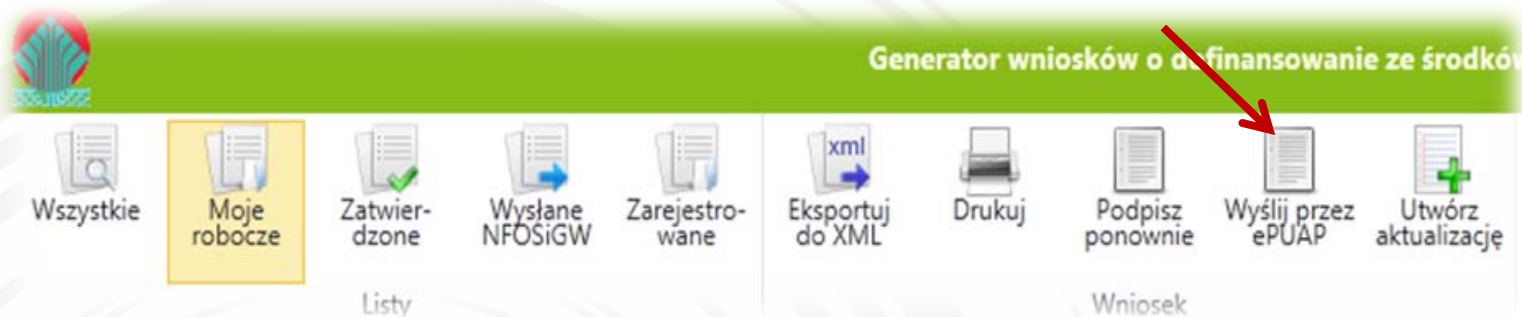 Generator wniosków o dofinansowanie ze środków
Wszystkie
Moje
robocze
Zatwier-
dzone
Wysłane
NFOSiGW
Zarejestro-
wane
xml
Eksportuj
do XML
Drukuj
Podpisz
ponownie
Wyślij przez
ePUAP
Utwórz
aktualizację
Listy
Wniosek